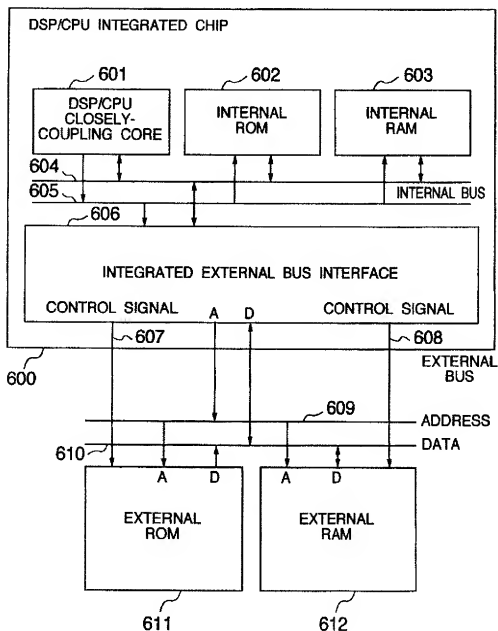 DSP/CPU INTEGRATED CHIP
601
602
603
DSP/CPU
CLOSELY-
COUPLING CORE
INTERNAL
ROM
INTERNAL
RAM
604
605
INTERNAL BUS
606
INTEGRATED EXTERNAL BUS INTERFACE
CONTROL SIGNAL
A
D
CONTROL SIGNAL
607
608
600
EXTERNAL
BUS
609
ADDRESS
610
DATA
A
D
A
D
EXTERNAL
ROM
EXTERNAL
RAM
611
612